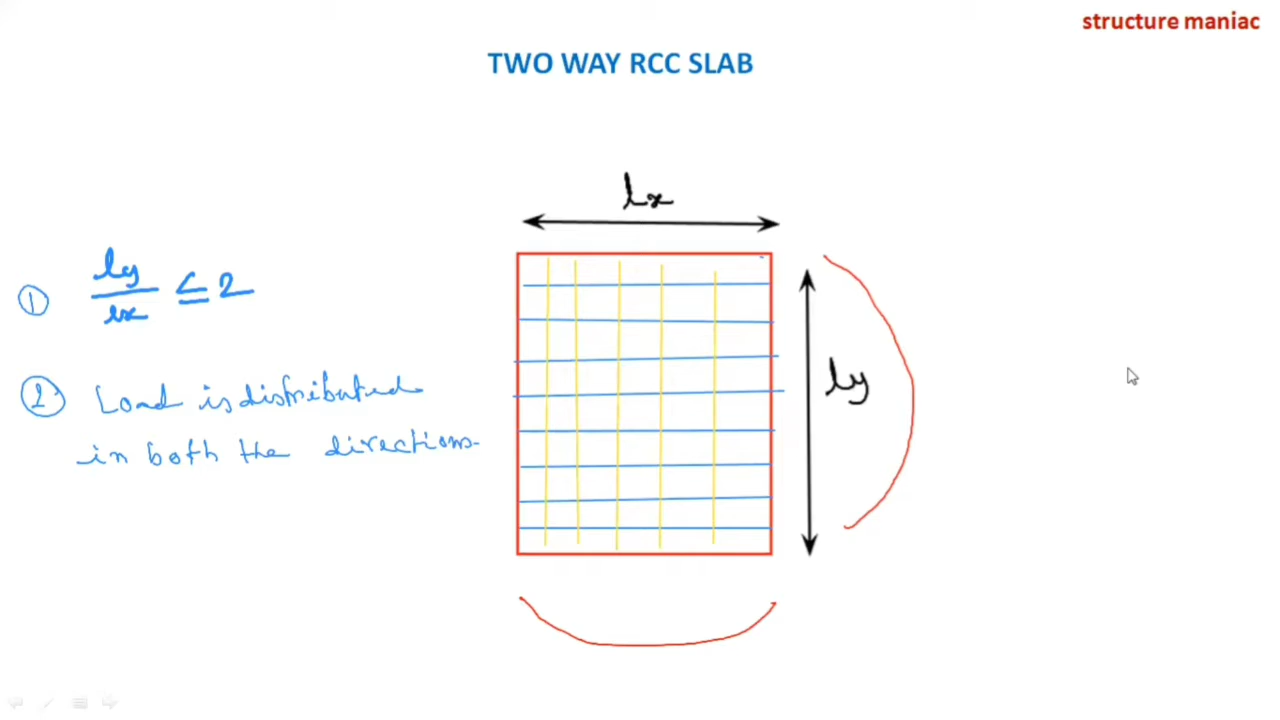 structure maniac
TWO WAY RCC SLAB
lx
ly
① ly/lx ≤ 2
② Load is distributed
in both the directions.